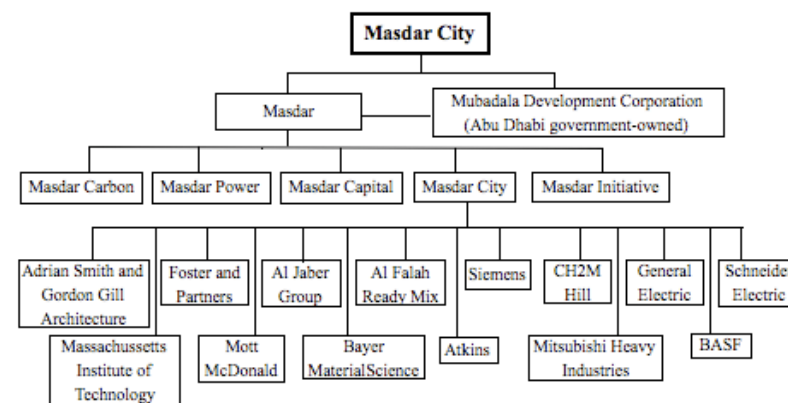 Masdar City
Masdar
Mubadala Development Corporation
(Abu Dhabi government-owned)
Masdar Carbon
Masdar Power
Masdar Capital
Masdar City
Masdar Initiative
Adrian Smith and
Gordon Gill
Architecture
Foster and
Partners
Al Jaber
Group
Al Falah
Ready Mix
Siemens
CH2M
Hill
General
Electric
Schneider
Electric
Massachussetts
Institute of
Technology
Mott
McDonald
Bayer
MaterialScience
Atkins
Mitsubishi Heavy
Industries
BASF